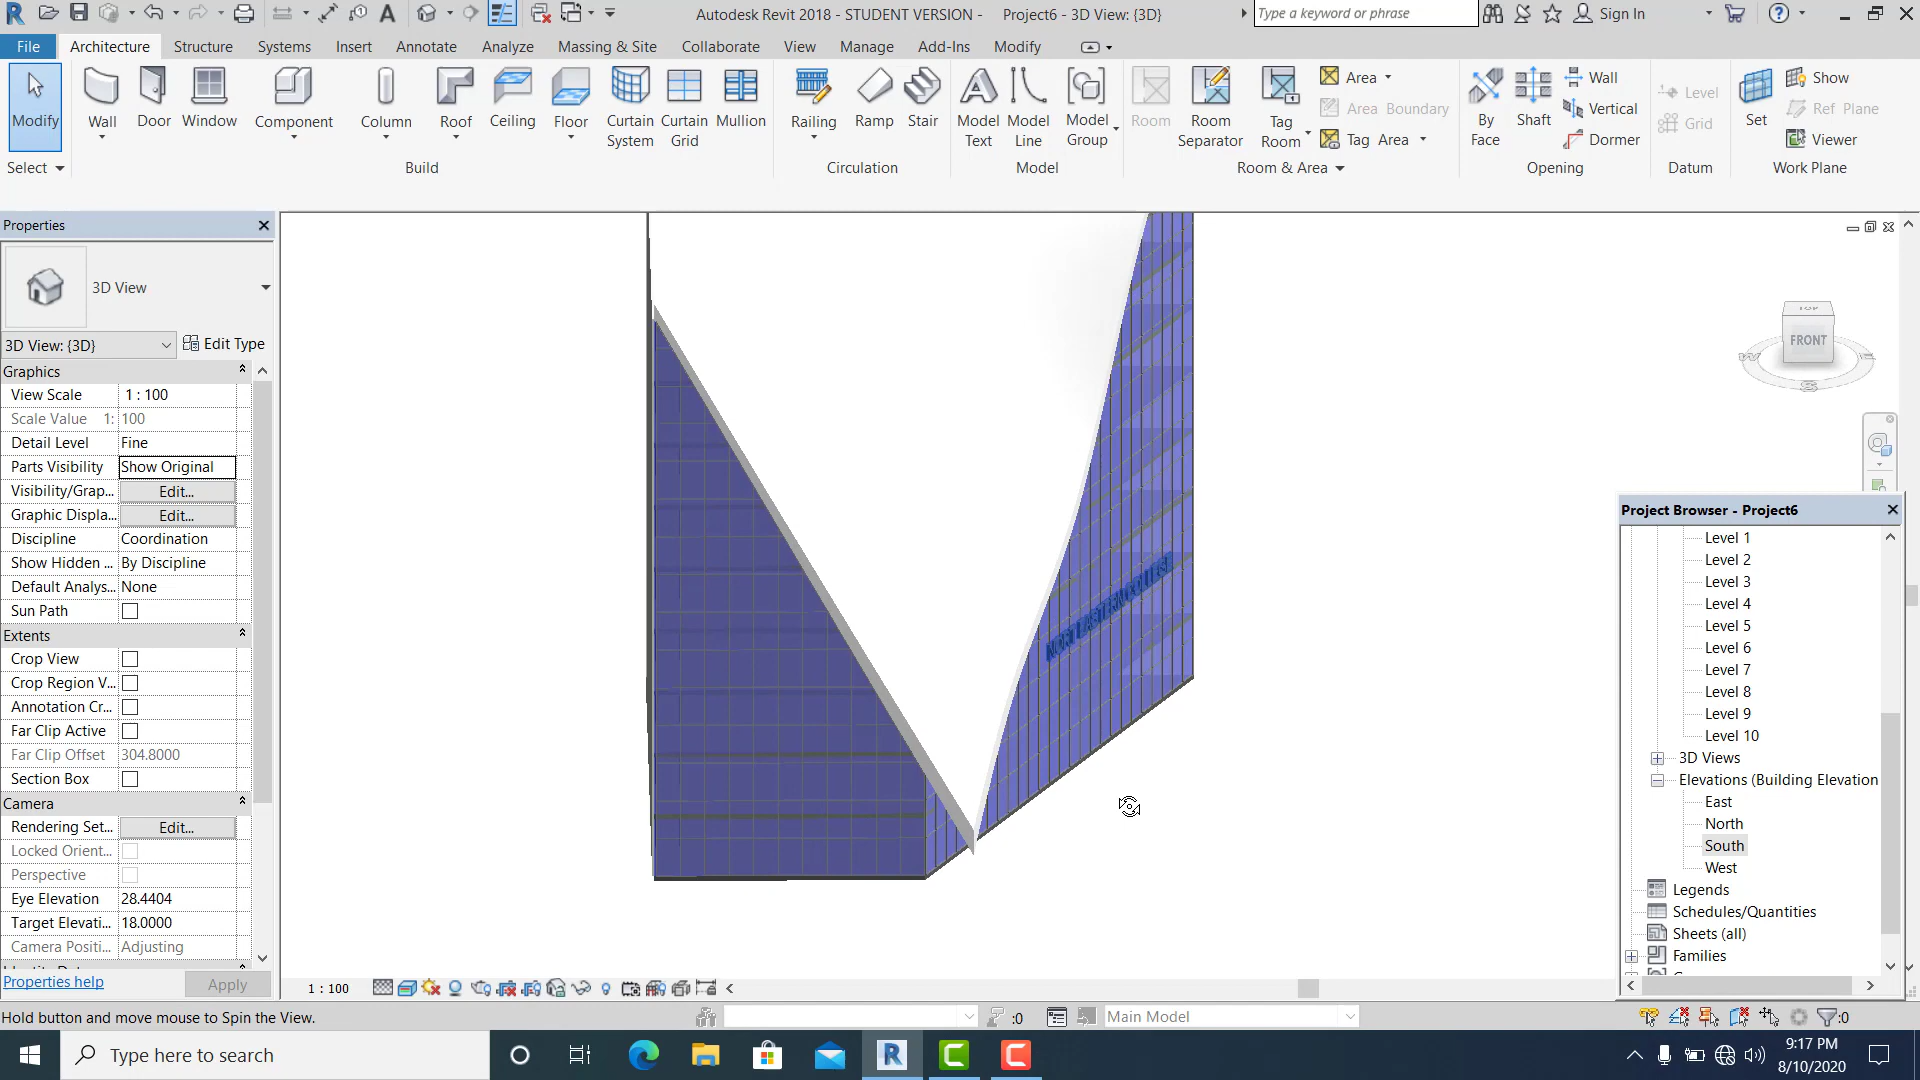 Autodesk Revit 2018 - STUDENT VERSION -    Project6 - 3D View: {3D}
Type a keyword or phrase
Sign In
File Architecture Structure Systems Insert Annotate Analyze Massing & Site Collaborate View Manage Add-Ins Modify
Modify
Wall
Door
Window
Component
Column
Roof
Ceiling
Floor
Curtain System
Curtain Grid
Mullion
Railing
Ramp
Stair
Model Text
Model Line
Model Group
Room
Room Separator
Tag Room
Area
Area Boundary
Tag Area
By Face
Shaft
Wall
Vertical
Dormer
Level
Grid
Set
Show
Ref Plane
Viewer
Select
Build
Circulation
Model
Room & Area
Opening
Datum
Work Plane
Properties
3D View
3D View: {3D}
Edit Type
Graphics
View Scale 1 : 100
Scale Value 1: 100
Detail Level Fine
Parts Visibility Show Original
Visibility/Grap... Edit...
Graphic Displa... Edit...
Discipline Coordination
Show Hidden ... By Discipline
Default Analys... None
Sun Path
Extents
Crop View
Crop Region V...
Annotation Cr...
Far Clip Active
Far Clip Offset 304.8000
Section Box
Camera
Rendering Set... Edit...
Locked Orient...
Perspective
Eye Elevation 28.4404
Target Elevati... 18.0000
Camera Positi... Adjusting
Properties help
Apply
TOP
FRONT
W
E
S
Project Browser - Project6
Level 1
Level 2
Level 3
Level 4
Level 5
Level 6
Level 7
Level 8
Level 9
Level 10
3D Views
Elevations (Building Elevation
East
North
South
West
Legends
Schedules/Quantities
Sheets (all)
Families
1 : 100
Hold button and move mouse to Spin the View.
:0
Main Model
:0
Type here to search
9:17 PM
8/10/2020